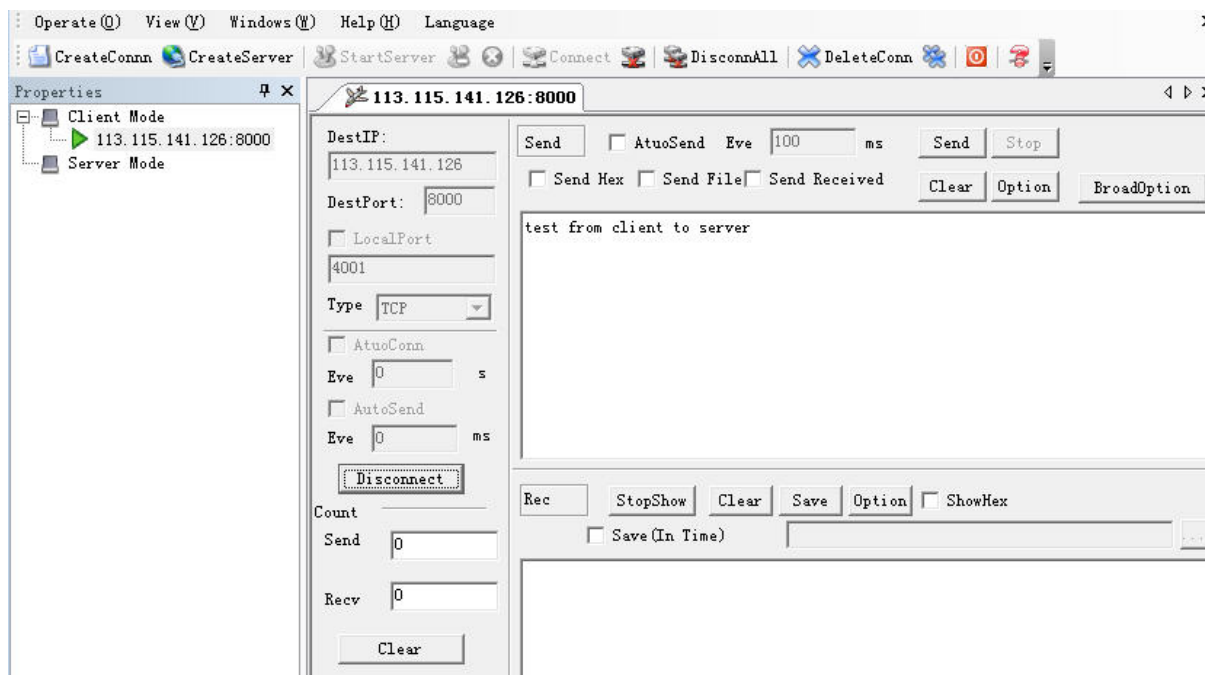 Operate(O) View(V) Windows(W) Help(H) Language
CreateConnn CreateServer StartServer Connect DisconnAll DeleteConn
Properties
Client Mode
113.115.141.126:8000
Server Mode
113.115.141.126:8000
DestIP:
113.115.141.126
DestPort: 8000
LocalPort
4001
Type TCP
AtuoConn
Eve 0 s
AutoSend
Eve 0 ms
Disconnect
Count
Send 0
Recv 0
Clear
Send AtuoSend Eve 100 ms Send Stop
Send Hex Send File Send Received Clear Option BroadOption
test from client to server
Rec StopShow Clear Save Option ShowHex
Save(In Time) ...